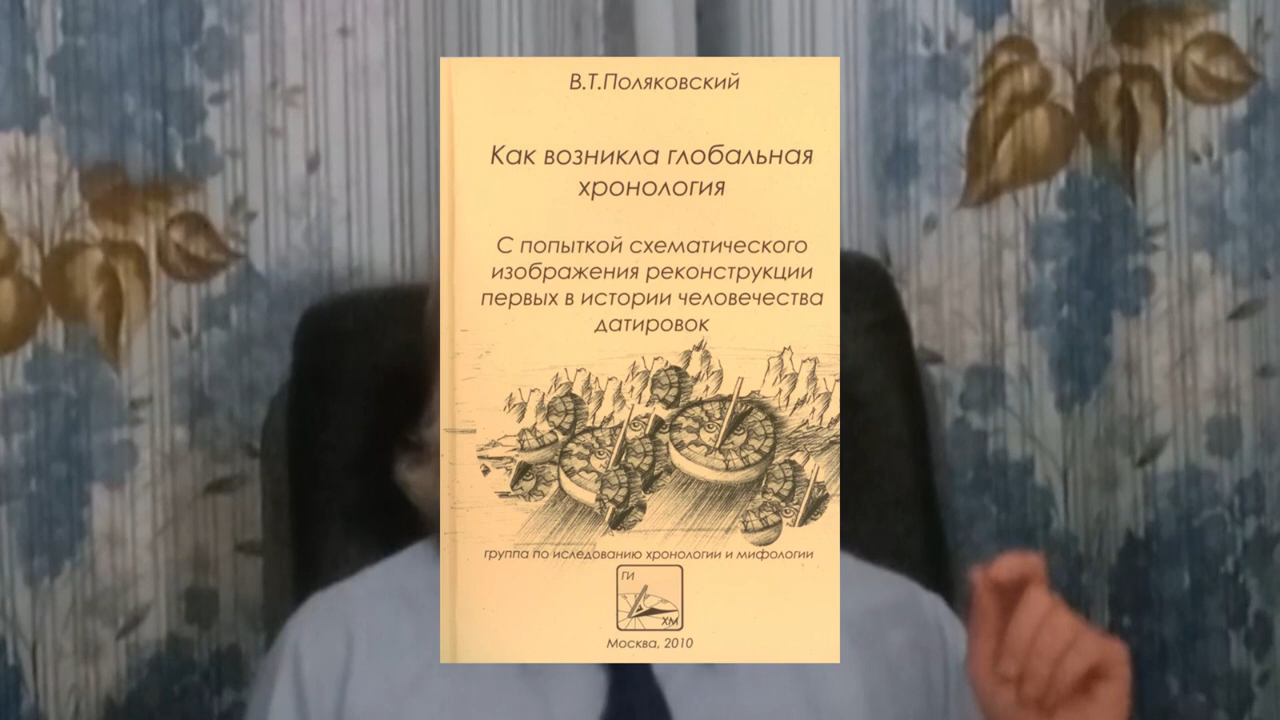 В.Т.Поляковский
Как возникла глобальная
хронология
С попыткой схематического
изображения реконструкции
первых в истории человечества
датировок
группа по иследованию хронологии и мифологии
ГИ
ХМ
Москва, 2010